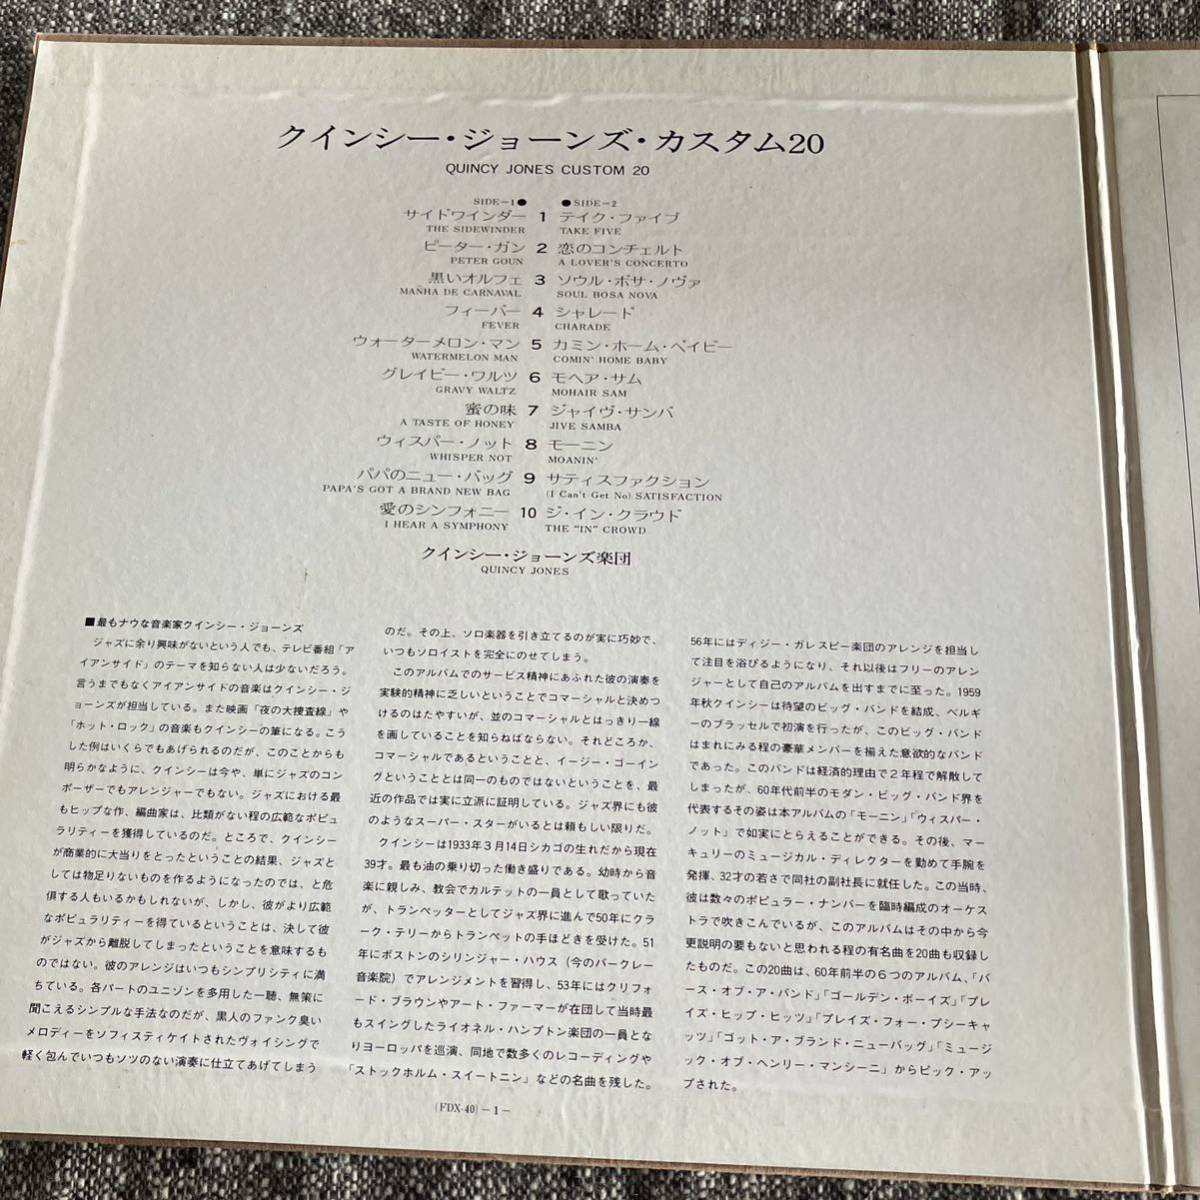 クインシー・ジョーンズ・カスタム20
QUINCY JONES CUSTOM 20
SIDE-1● ●SIDE-2
サイドワインダー 1 テイク・ファイブ
THE SIDEWINDER TAKE FIVE
ピーター・ガン 2 恋のコンチェルト
PETER GOUN A LOVER'S CONCERTO
黒いオルフェ 3 ソウル・ボサ・ノヴァ
MAÑHA DE CARNAVAL SOUL BOSA NOVA
フィーバー 4 シャレード
FEVER CHARADE
ウォーターメロン・マン 5 カミン・ホーム・ベイビー
WATERMELON MAN COMIN' HOME BABY
グレイビー・ワルツ 6 モヘア・サム
GRAVY WALTZ MOHAIR SAM
蜜の味 7 ジャイヴ・サンバ
A TASTE OF HONEY JIVE SAMBA
ウィスパー・ノット 8 モーニン
WHISPER NOT MOANIN'
パパのニュー・バッグ 9 サティスファクション
PAPA'S GOT A BRAND NEW BAG (I Can't Get No) SATISFACTION
愛のシンフォニー 10 ジ・イン・クラウド
I HEAR A SYMPHONY THE "IN" CROWD
クインシー・ジョーンズ楽団
QUINCY JONES
■最もナウな音楽家クインシー・ジョーンズ
ジャズに余り興味がないという人でも、テレビ番組「ア
イアンサイド」のテーマを知らない人は少ないだろう。
言うまでもなくアイアンサイドの音楽はクインシー・ジ
ョーンズが担当している。また映画「夜の大捜査線」や
「ホット・ロック」の音楽もクインシーの筆になる。こう
した例はいくらでもあげられるのだが、このことからも
明らかなように、クインシーは今や、単にジャズのコン
ポーザーでもアレンジャーでもない。ジャズにおける最
もヒップな作、編曲家は、比類がない程の広範なポピュ
ラリティーを獲得しているのだ。ところで、クインシー
が商業的に大当りをとったということの結果、ジャズと
しては物足りないものを作るようになったのでは、と危
惧する人もいるかもしれないが、しかし、彼がより広範
なポピュラリティーを得ているということは、決して彼
がジャズから離脱してしまったということを意味するも
のではない。彼のアレンジはいつもシンプリシティに満
ちている。各パートのユニゾンを多用した一聴、無策に
聞こえるシンプルな手法なのだが、黒人のファンク臭い
メロディーをソフィスティケイトされたヴォイシングで
軽く包んでいつもソツのない演奏に仕立てあげてしまう
のだ。その上、ソロ楽器を引き立てるのが実に巧妙で、
いつもソロイストを完全にのせてしまう。
このアルバムでのサービス精神にあふれた彼の演奏を
実験的精神に乏しいということでコマーシャルと決めつ
けるのはたやすいが、並のコマーシャルとはっきり一線
を画していることを知らねばならない。それどころか、
コマーシャルであるということと、イージー・ゴーイン
グということとは同一のものではないということを、最
近の作品では実に立派に証明している。ジャズ界にも彼
のようなスーパー・スターがいるとは頼もしい限りだ。
クインシーは1933年3月14日シカゴの生れだから現在
39才。最も油の乗り切った働き盛りである。幼時から音
楽に親しみ、教会でカルテットの一員として歌っていた
が、トランペッターとしてジャズ界に進んで50年にクラ
ーク・テリーからトランペットの手ほどきを受けた。51
年にボストンのシリンジャー・ハウス（今のバークレー
音楽院）でアレンジメントを習得し、53年にはクリフォ
ード・ブラウンやアート・ファーマーが在団して当時最
もスイングしたライオネル・ハンプトン楽団の一員とな
りヨーロッパを巡演、同地で数多くのレコーディングや
「ストックホルム・スイートニン」などの名曲を残した。
56年にはディジー・ガレスピー楽団のアレンジを担当し
て注目を浴びるようになり、それ以後はフリーのアレン
ジャーとして自己のアルバムを出すまでに至った。1959
年秋クインシーは待望のビッグ・バンドを結成、ベルギ
ーのブラッセルで初演を行ったが、このビッグ・バンド
はまれにみる程の豪華メンバーを揃えた意欲的なバンド
であった。このバンドは経済的理由で2年程で解散して
しまったが、60年代前半のモダン・ビッグ・バンド界を
代表するその姿は本アルバムの「モーニン」「ウィスパー・
ノット」で如実にとらえることができる。その後、マー
キュリーのミュージカル・ディレクターを勤めて手腕を
発揮、32才の若さで同社の副社長に就任した。この当時、
彼は数々のポピュラー・ナンバーを臨時編成のオーケス
トラで吹きこんでいるが、このアルバムはその中から今
更説明の要もないと思われる程の有名曲を20曲も収録し
たものだ。この20曲は、60年前半の6つのアルバム、「バ
ース・オブ・ア・バンド」「ゴールデン・ボーイズ」「プレ
イズ・ヒップ・ヒッツ」「プレイズ・フォー・プシーキャ
ッツ」「ゴット・ア・ブランド・ニューバッグ」「ミュージ
ック・オブ・ヘンリー・マンシーニ」からピック・アッ
プされた。
(FDX-40) -1-